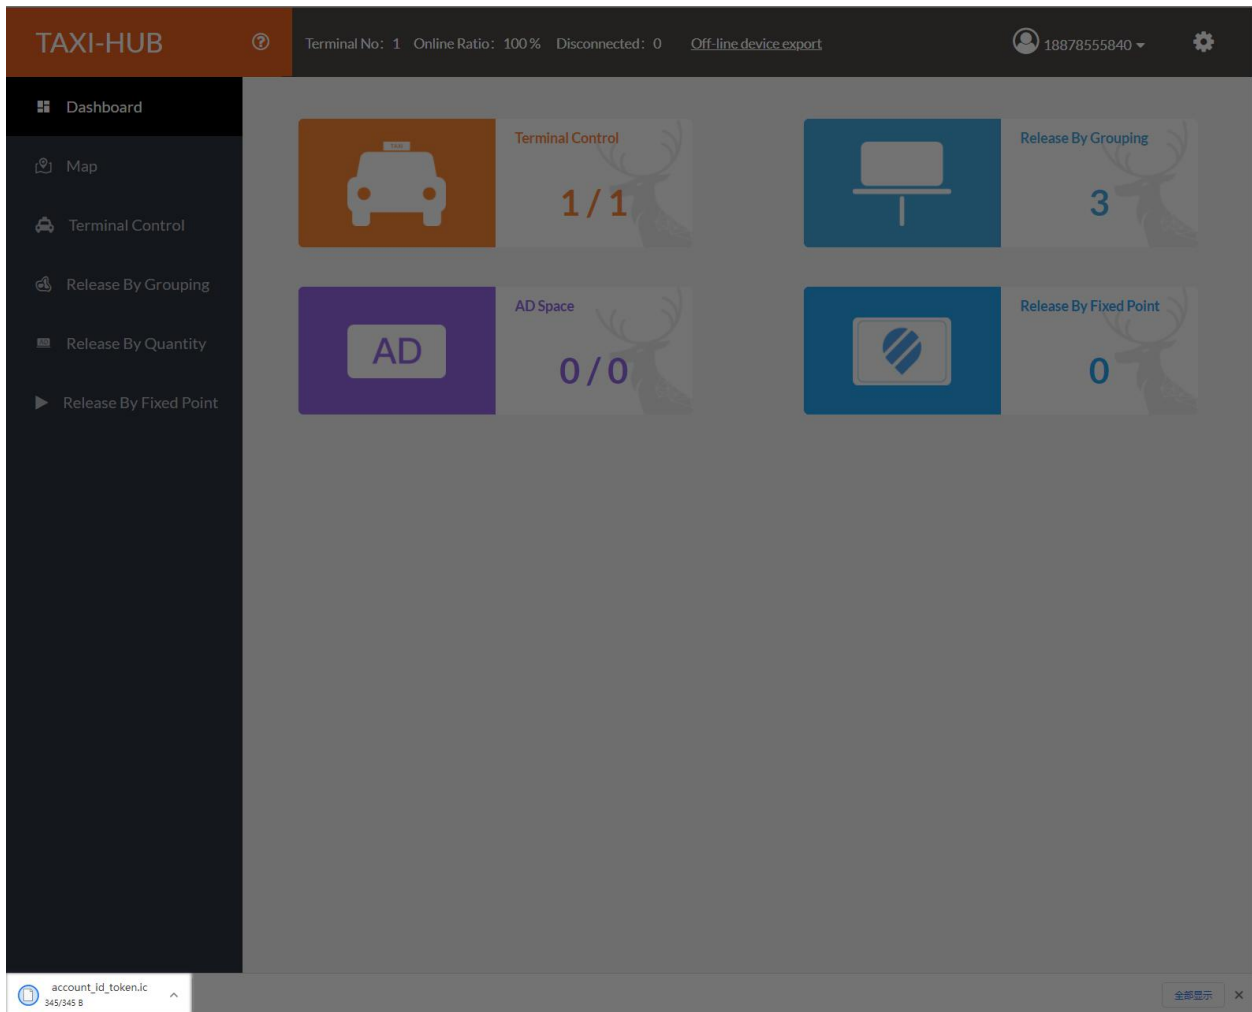 TAXI-HUB
Terminal No: 1 Online Ratio: 100% Disconnected: 0 Off-line device export
18878555840
Dashboard
Map
Terminal Control
Release By Grouping
Release By Quantity
Release By Fixed Point
TAXI
Terminal Control
1 / 1
Release By Grouping
3
AD
AD Space
0 / 0
Release By Fixed Point
0
account_id_token.ic
345/345 B
全部显示